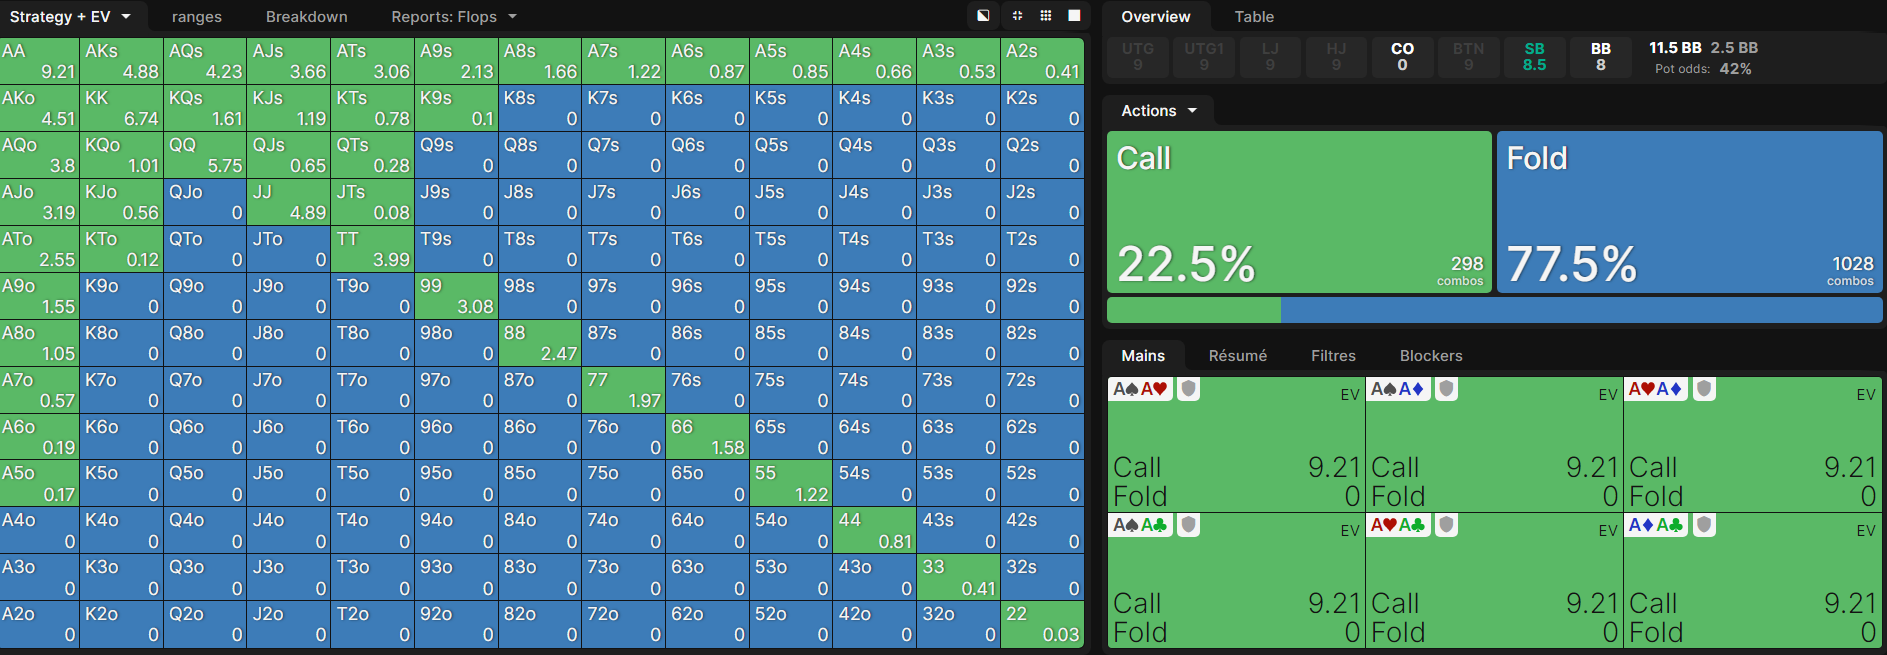 Strategy + EV ranges Breakdown Reports: Flops
AA AKs AQs AJs ATs A9s A8s A7s A6s A5s A4s A3s A2s
9.21 4.88 4.23 3.66 3.06 2.13 1.66 1.22 0.87 0.85 0.66 0.53 0.41
AKo KK KQs KJs KTs K9s K8s K7s K6s K5s K4s K3s K2s
4.51 6.74 1.61 1.19 0.78 0.1 0 0 0 0 0 0 0
AQo KQo QQ QJs QTs Q9s Q8s Q7s Q6s Q5s Q4s Q3s Q2s
3.8 1.01 5.75 0.65 0.28 0 0 0 0 0 0 0 0
AJo KJo QJo JJ JTs J9s J8s J7s J6s J5s J4s J3s J2s
3.19 0.56 0 4.89 0.08 0 0 0 0 0 0 0 0
ATo KTo QTo JTo TT T9s T8s T7s T6s T5s T4s T3s T2s
2.55 0.12 0 0 3.99 0 0 0 0 0 0 0 0
A9o K9o Q9o J9o T9o 99 98s 97s 96s 95s 94s 93s 92s
1.55 0 0 0 0 3.08 0 0 0 0 0 0 0
A8o K8o Q8o J8o T8o 98o 88 87s 86s 85s 84s 83s 82s
1.05 0 0 0 0 0 2.47 0 0 0 0 0 0
A7o K7o Q7o J7o T7o 97o 87o 77 76s 75s 74s 73s 72s
0.57 0 0 0 0 0 0 1.97 0 0 0 0 0
A6o K6o Q6o J6o T6o 96o 86o 76o 66 65s 64s 63s 62s
0.19 0 0 0 0 0 0 0 1.58 0 0 0 0
A5o K5o Q5o J5o T5o 95o 85o 75o 65o 55 54s 53s 52s
0.17 0 0 0 0 0 0 0 0 1.22 0 0 0
A4o K4o Q4o J4o T4o 94o 84o 74o 64o 54o 44 43s 42s
0 0 0 0 0 0 0 0 0 0 0.81 0 0
A3o K3o Q3o J3o T3o 93o 83o 73o 63o 53o 43o 33 32s
0 0 0 0 0 0 0 0 0 0 0 0.41 0
A2o K2o Q2o J2o T2o 92o 82o 72o 62o 52o 42o 32o 22
0 0 0 0 0 0 0 0 0 0 0 0 0.03
Overview Table
UTG UTG1 LJ HJ CO BTN SB BB 11.5 BB 2.5 BB
9 9 9 9 0 9 8.5 8 Pot odds: 42%
Actions
Call Fold
22.5% 298 combos 77.5% 1028 combos
Mains Résumé Filtres Blockers
A♠A♥ EV A♠A♦ EV A♥A♦ EV
Call 9.21 Call 9.21 Call 9.21
Fold 0 Fold 0 Fold 0
A♠A♣ EV A♥A♣ EV A♦A♣ EV
Call 9.21 Call 9.21 Call 9.21
Fold 0 Fold 0 Fold 0